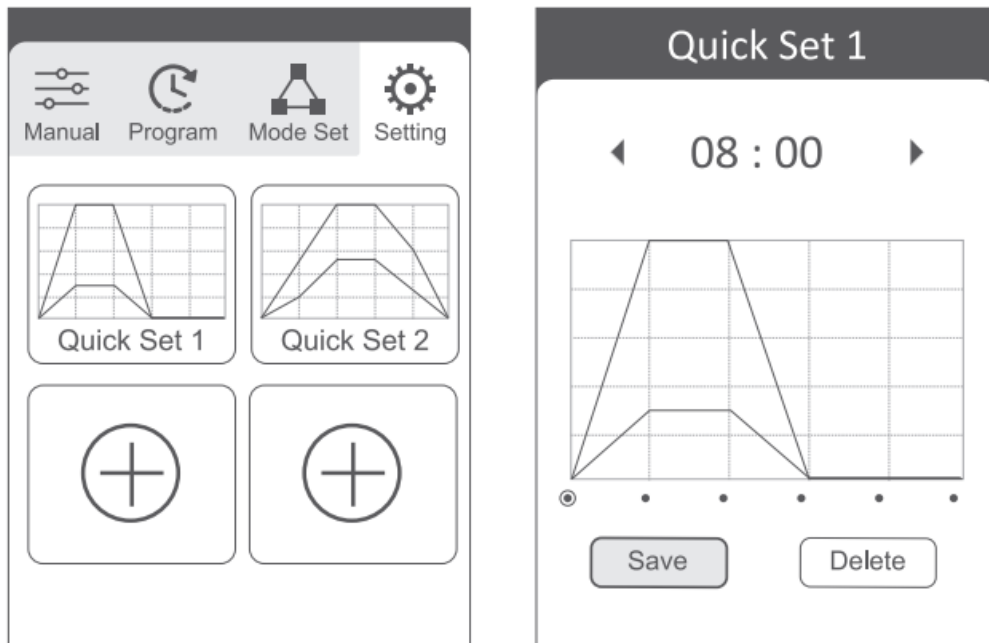 Manual Program Mode Set Setting
Quick Set 1 Quick Set 2
Quick Set 1
08 : 00
Save Delete